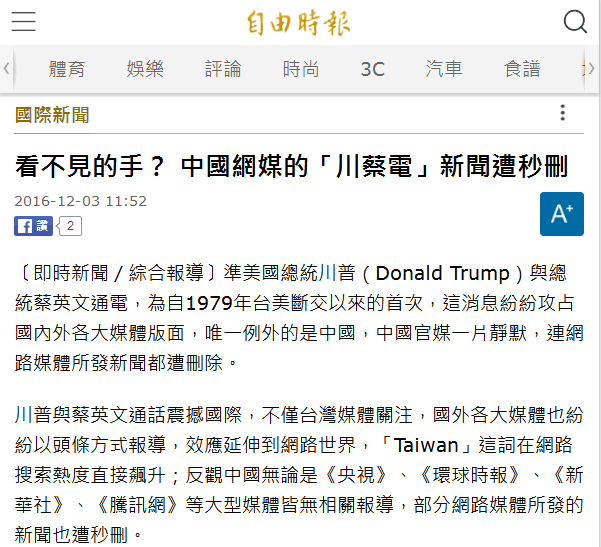 自由時報
體育 娛樂 評論 時尚 3C 汽車 食譜
國際新聞
看不見的手？ 中國網媒的「川蔡電」新聞遭秒刪
2016-12-03 11:52
讚 2
A+
〔即時新聞／綜合報導〕準美國總統川普（Donald Trump）與總
統蔡英文通電，為自1979年台美斷交以來的首次，這消息紛紛攻占
國內外各大媒體版面，唯一例外的是中國，中國官媒一片靜默，連網
路媒體所發新聞都遭刪除。
川普與蔡英文通話震撼國際，不僅台灣媒體關注，國外各大媒體也紛
紛以頭條方式報導，效應延伸到網路世界，「Taiwan」這詞在網路
搜索熱度直接飆升；反觀中國無論是《央視》、《環球時報》、《新
華社》、《騰訊網》等大型媒體皆無相關報導，部分網路媒體所發的
新聞也遭秒刪。